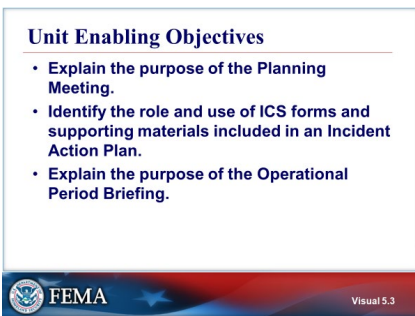 Unit Enabling Objectives
• Explain the purpose of the Planning
Meeting.
• Identify the role and use of ICS forms and
supporting materials included in an Incident
Action Plan.
• Explain the purpose of the Operational
Period Briefing.
FEMA
Visual 5.3